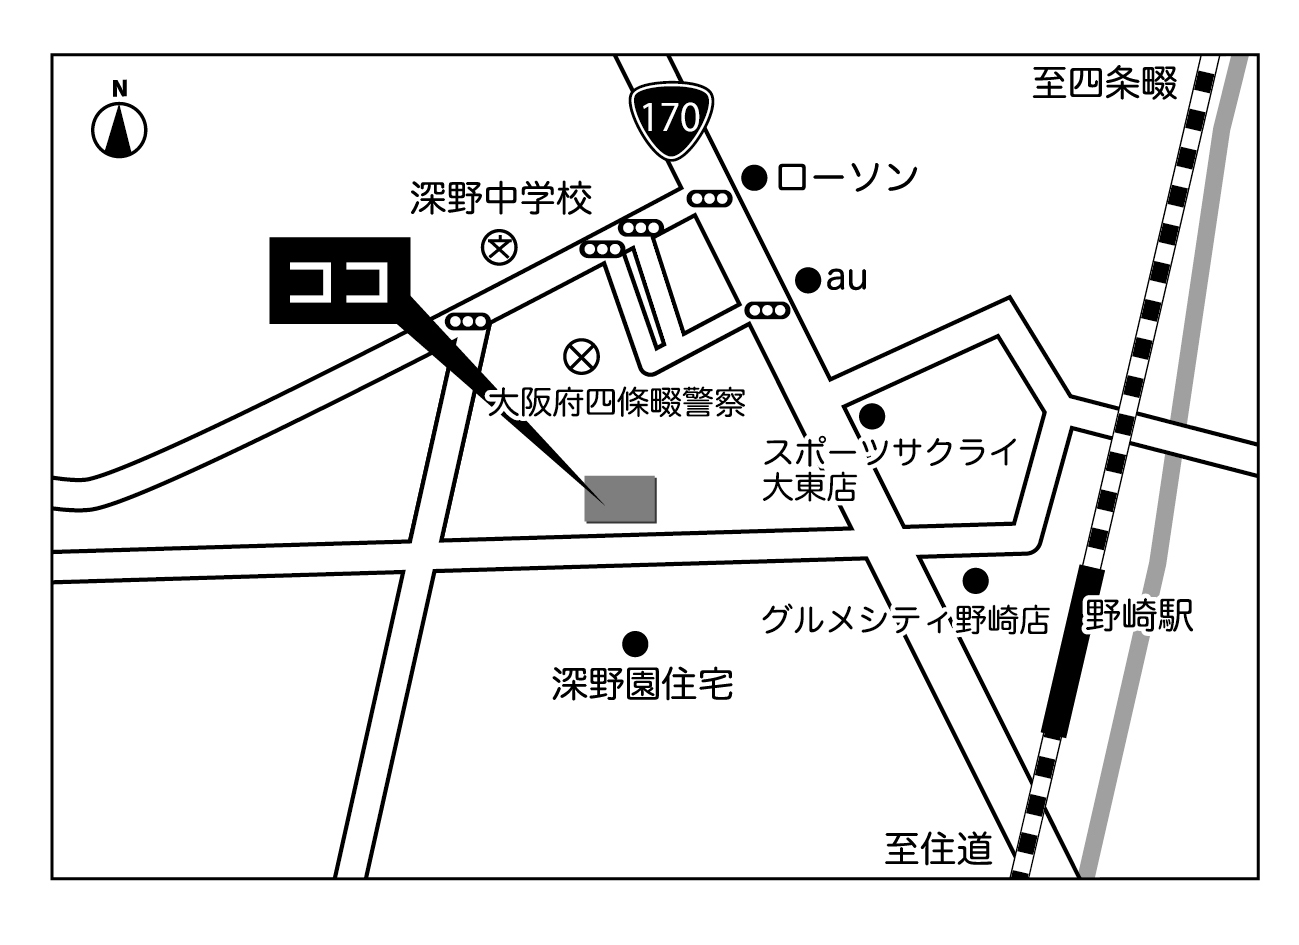 N
至四条畷
170
ローソン
深野中学校
文
ココ
au
大阪府四條畷警察
スポーツサクライ
大東店
グルメシティ野崎店
野崎駅
深野園住宅
至住道